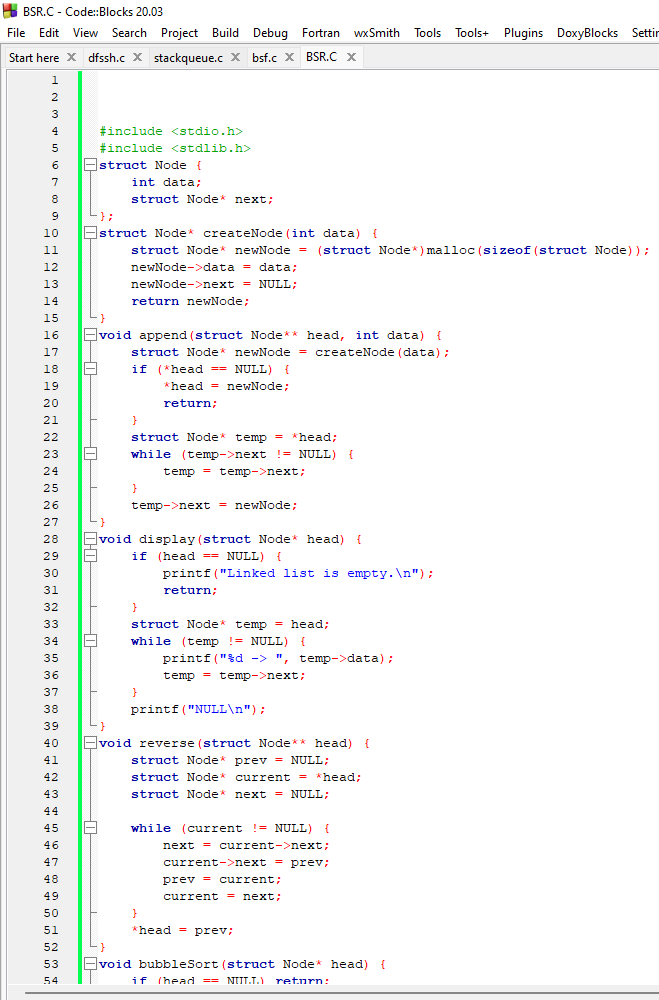 BSR.C - Code::Blocks 20.03
File Edit View Search Project Build Debug Fortran wxSmith Tools Tools+ Plugins DoxyBlocks
Start here dfssh.c stackqueue.c bsf.c BSR.C
1
2
3
4 #include <stdio.h>
5 #include <stdlib.h>
6 struct Node {
7 int data;
8 struct Node* next;
9 };
10 struct Node* createNode(int data) {
11 struct Node* newNode = (struct Node*)malloc(sizeof(struct Node));
12 newNode->data = data;
13 newNode->next = NULL;
14 return newNode;
15 }
16 void append(struct Node** head, int data) {
17 struct Node* newNode = createNode(data);
18 if (*head == NULL) {
19 *head = newNode;
20 return;
21 }
22 struct Node* temp = *head;
23 while (temp->next != NULL) {
24 temp = temp->next;
25 }
26 temp->next = newNode;
27 }
28 void display(struct Node* head) {
29 if (head == NULL) {
30 printf("Linked list is empty.\n");
31 return;
32 }
33 struct Node* temp = head;
34 while (temp != NULL) {
35 printf("%d -> ", temp->data);
36 temp = temp->next;
37 }
38 printf("NULL\n");
39 }
40 void reverse(struct Node** head) {
41 struct Node* prev = NULL;
42 struct Node* current = *head;
43 struct Node* next = NULL;
44
45 while (current != NULL) {
46 next = current->next;
47 current->next = prev;
48 prev = current;
49 current = next;
50 }
51 *head = prev;
52 }
53 void bubbleSort(struct Node* head) {
54 if (head == NULL) return;